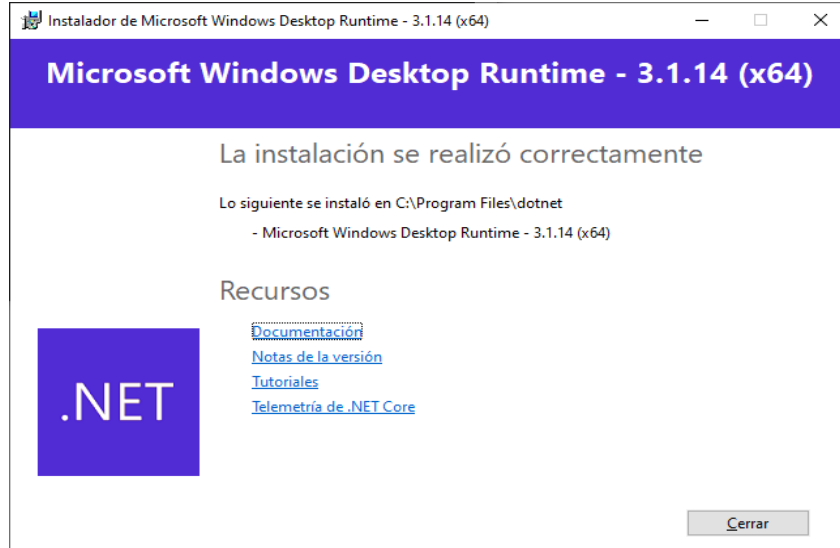 Instalador de Microsoft Windows Desktop Runtime - 3.1.14 (x64)
Microsoft Windows Desktop Runtime - 3.1.14 (x64)
La instalación se realizó correctamente
Lo siguiente se instaló en C:\Program Files\dotnet
- Microsoft Windows Desktop Runtime - 3.1.14 (x64)
Recursos
Documentación
Notas de la versión
Tutoriales
Telemetría de .NET Core
.NET
Cerrar